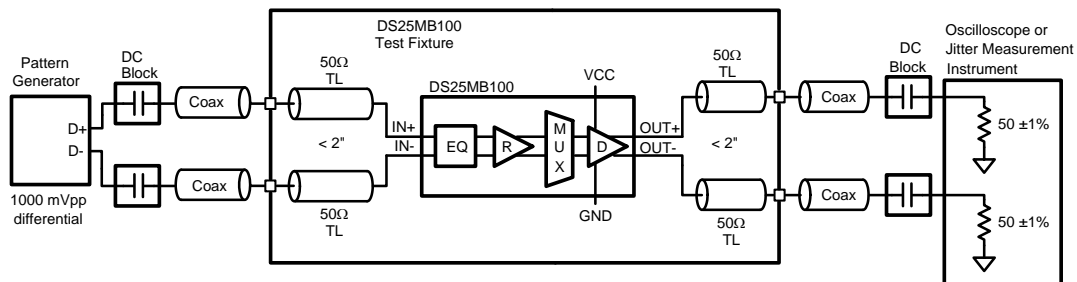 DS25MB100
Test Fixture
Oscilloscope or
Jitter Measurement
Instrument
Pattern
Generator
DC
Block
50Ω
TL
VCC
50Ω
TL
DC
Block
DS25MB100
Coax
Coax
D+
D-
IN+
IN-
< 2"
EQ
R
M
U
X
D
OUT+
OUT-
< 2"
50 ±1%
Coax
Coax
1000 mVpp
differential
50Ω
TL
GND
50Ω
TL
50 ±1%